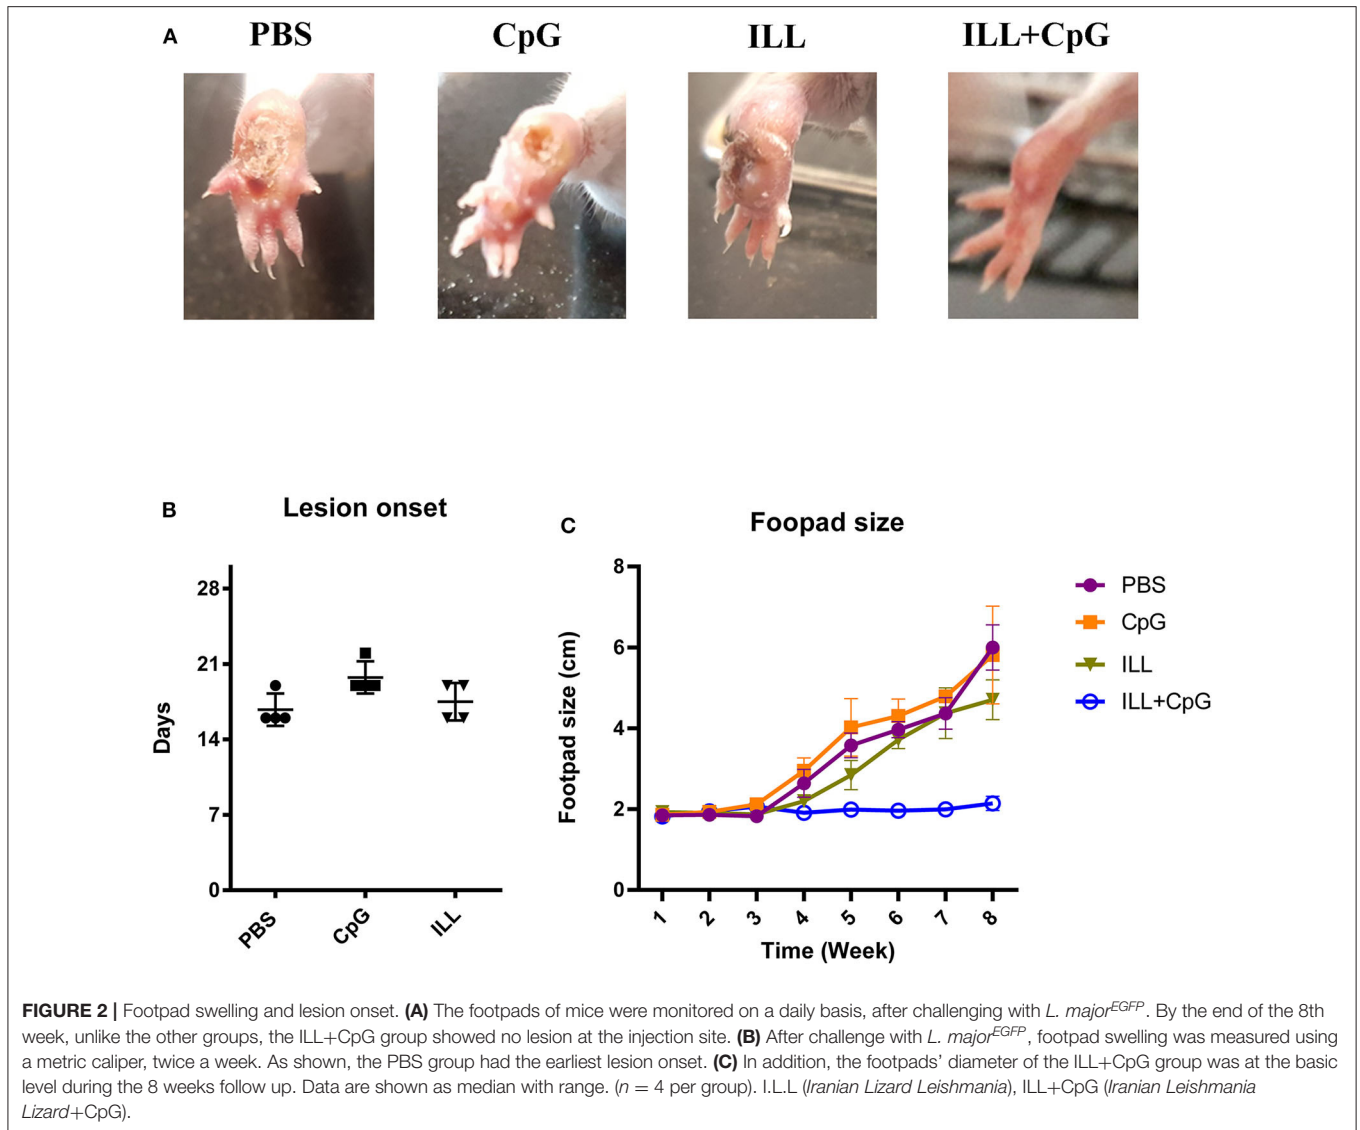 A
PBS
CpG
ILL
ILL+CpG
B
Lesion onset
Days
28
21
14
7
0
PBS
CpG
ILL
C
Foopad size
Footpad size (cm)
8
6
4
2
0
1
2
3
4
5
6
7
8
Time (Week)
PBS
CpG
ILL
ILL+CpG
FIGURE 2 | Footpad swelling and lesion onset. (A) The footpads of mice were monitored on a daily basis, after challenging with L. major^EGFP. By the end of the 8th
week, unlike the other groups, the ILL+CpG group showed no lesion at the injection site. (B) After challenge with L. major^EGFP, footpad swelling was measured using
a metric caliper, twice a week. As shown, the PBS group had the earliest lesion onset. (C) In addition, the footpads' diameter of the ILL+CpG group was at the basic
level during the 8 weeks follow up. Data are shown as median with range. (n = 4 per group). I.L.L (Iranian Lizard Leishmania), ILL+CpG (Iranian Leishmania
Lizard+CpG).